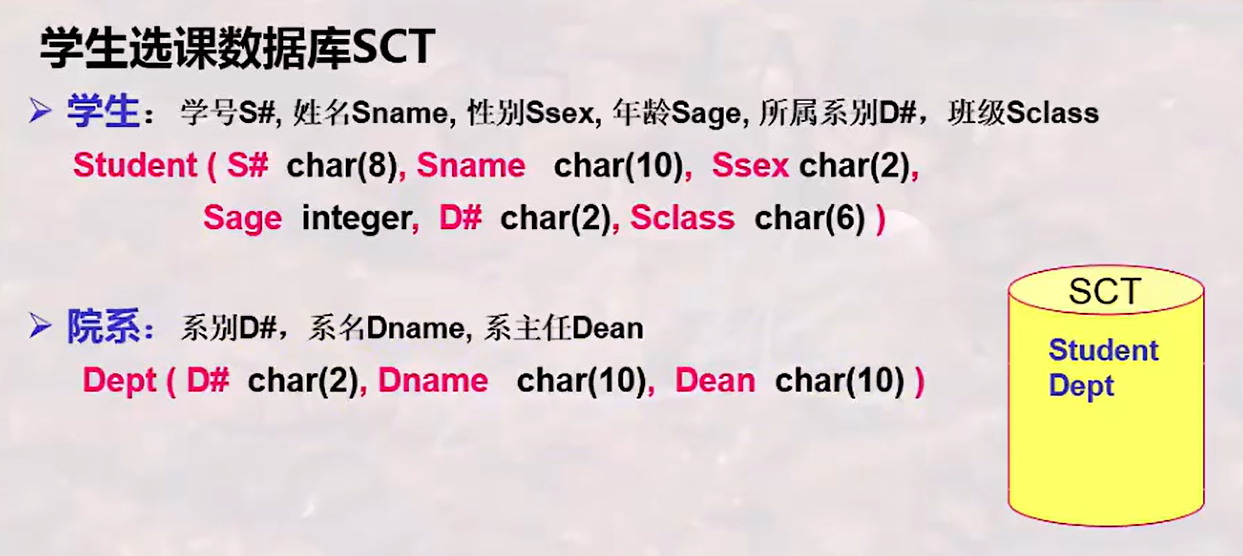 学生选课数据库SCT
➢ 学生： 学号S#, 姓名Sname, 性别Ssex, 年龄Sage, 所属系别D#，班级Sclass
Student ( S# char(8), Sname char(10), Ssex char(2),
Sage integer, D# char(2), Sclass char(6) )
➢ 院系： 系别D#，系名Dname, 系主任Dean
Dept ( D# char(2), Dname char(10), Dean char(10) )
SCT
Student
Dept